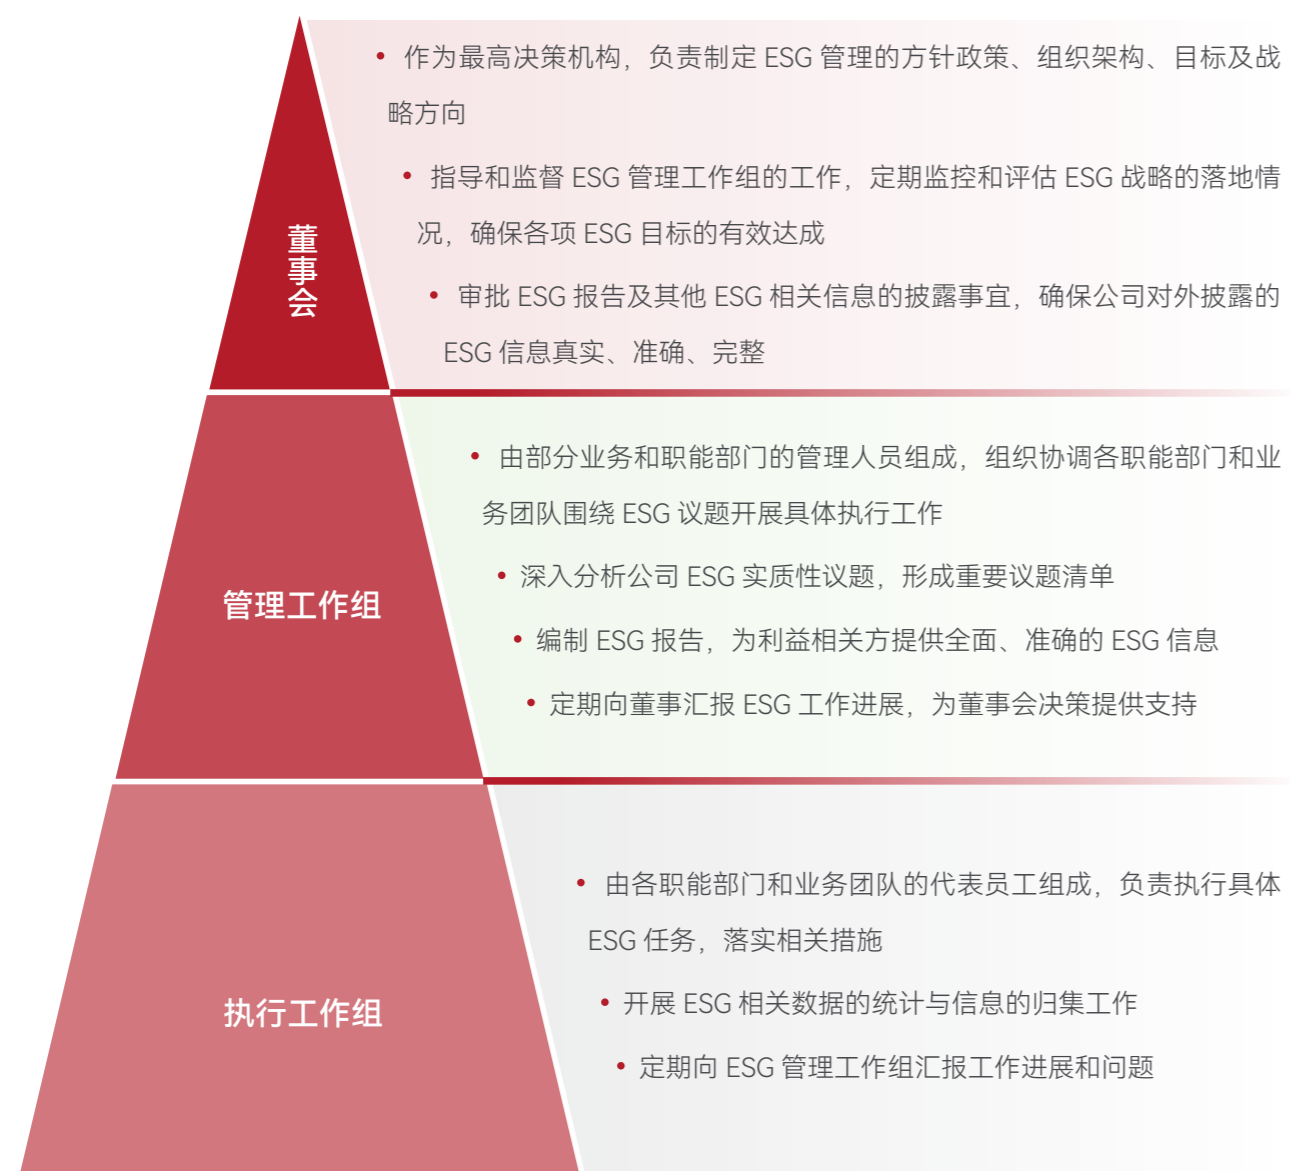 董事会
• 作为最高决策机构，负责制定 ESG 管理的方针政策、组织架构、目标及战
略方向
• 指导和监督 ESG 管理工作组的工作，定期监控和评估 ESG 战略的落地情
况，确保各项 ESG 目标的有效达成
• 审批 ESG 报告及其他 ESG 相关信息的披露事宜，确保公司对外披露的
ESG 信息真实、准确、完整
管理工作组
• 由部分业务和职能部门的管理人员组成，组织协调各职能部门和业
务团队围绕 ESG 议题开展具体执行工作
• 深入分析公司 ESG 实质性议题，形成重要议题清单
• 编制 ESG 报告，为利益相关方提供全面、准确的 ESG 信息
• 定期向董事汇报 ESG 工作进展，为董事会决策提供支持
执行工作组
• 由各职能部门和业务团队的代表员工组成，负责执行具体
ESG 任务，落实相关措施
• 开展 ESG 相关数据的统计与信息的归集工作
• 定期向 ESG 管理工作组汇报工作进展和问题